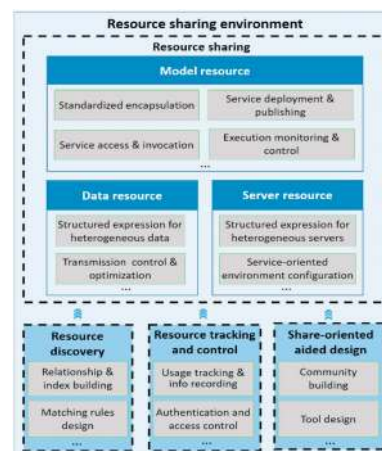 Resource sharing environment
Resource sharing
Model resource
Standardized encapsulation
Service deployment &
publishing
Service access & invocation
Execution monitoring &
control
...
Data resource
Server resource
Structured expression for
heterogeneous data
Structured expression for
heterogeneous servers
Transmission control &
optimization
Service-oriented
environment configuration
...
...
Resource
discovery
Resource tracking
and control
Share-oriented
aided design
Relationship &
index building
Usage tracking &
info recording
Community
building
Matching rules
design
Authentication and
access control
Tool design
...
...
...